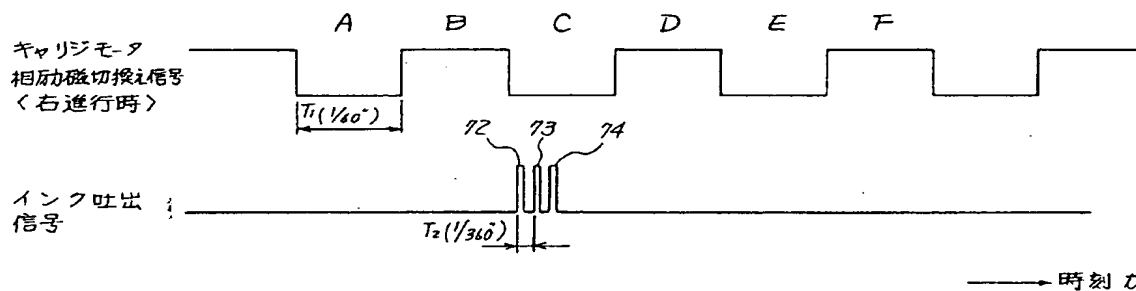 A B C D E F
キャリジモータ
相励磁切換え信号
〈右進行時〉
T₁(1/60″)
72 73 74
インク吐出
信号
T₂(1/360″)
時刻